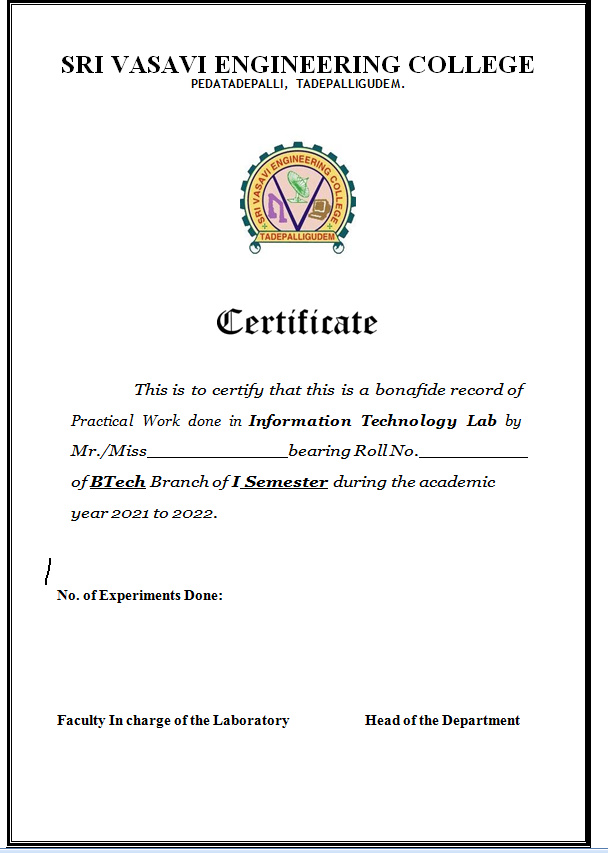 SRI VASAVI ENGINEERING COLLEGE
PEDATADEPALLI, TADEPALLIGUDEM.
SRI VASAVI ENGINEERING COLLEGE
TADEPALLIGUDEM
Certificate
This is to certify that this is a bonafide record of
Practical Work done in Information Technology Lab by
Mr./Miss________________bearing Roll No.____________
of BTech Branch of I Semester during the academic
year 2021 to 2022.
No. of Experiments Done:
Faculty In charge of the Laboratory Head of the Department